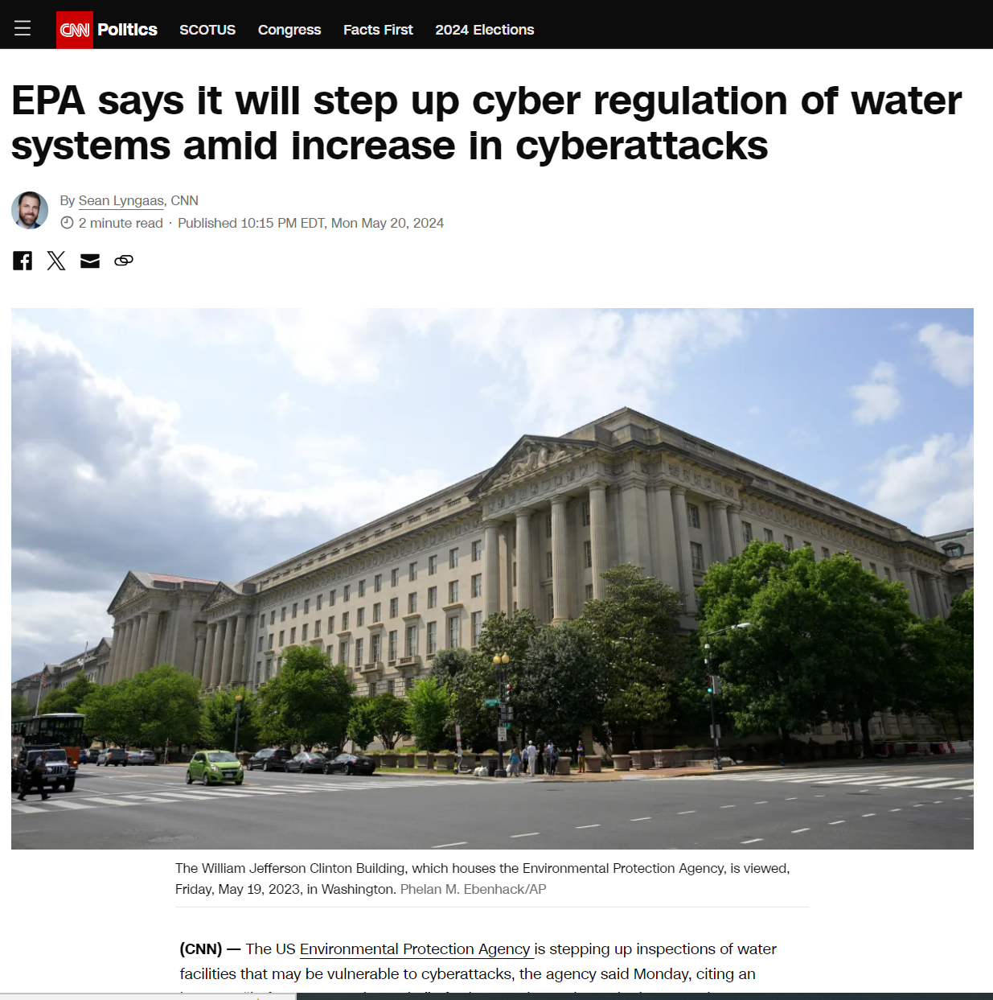 CNN Politics SCOTUS Congress Facts First 2024 Elections
EPA says it will step up cyber regulation of water
systems amid increase in cyberattacks
By Sean Lyngaas, CNN
2 minute read · Published 10:15 PM EDT, Mon May 20, 2024
The William Jefferson Clinton Building, which houses the Environmental Protection Agency, is viewed,
Friday, May 19, 2023, in Washington. Phelan M. Ebenhack/AP
(CNN) — The US Environmental Protection Agency is stepping up inspections of water
facilities that may be vulnerable to cyberattacks, the agency said Monday, citing an